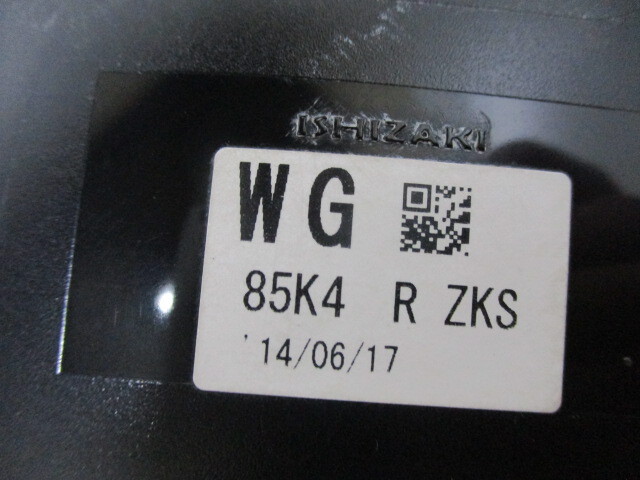 ISHIZAKI
WG
85K4 R ZKS
'14/06/17